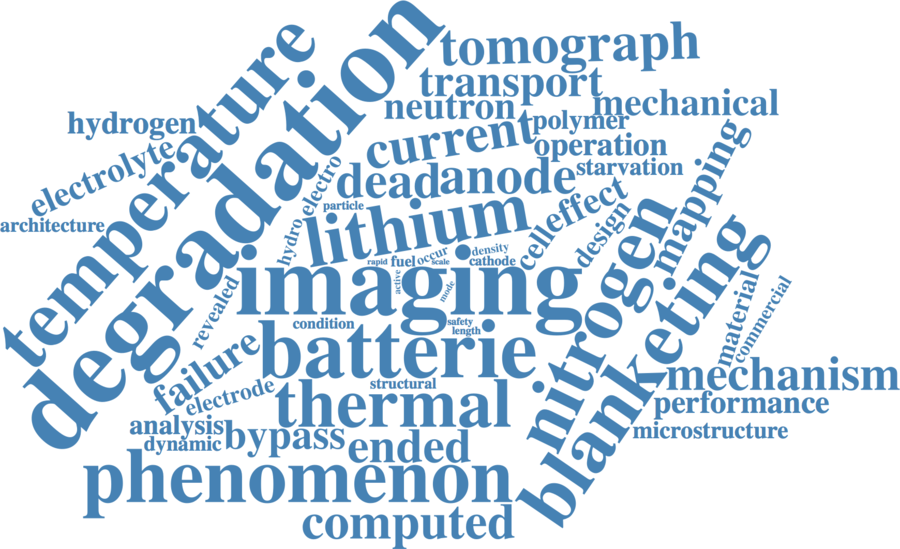 degradation
temperature
tomograph
transport
neutron
mechanical
hydrogen
current
polymer
operation
electrolyte
dead
anode
starvation
mapping
architecture
electro
hydro
particle
lithium
cell
effect
design
nitrogen
rapid
fuel
occur
scale
density
cathode
imaging
active
mode
blanketing
revealed
condition
safety
length
material
commercial
batterie
failure
electrode
structural
thermal
mechanism
performance
analysis
dynamic
bypass
ended
microstructure
phenomenon
computed